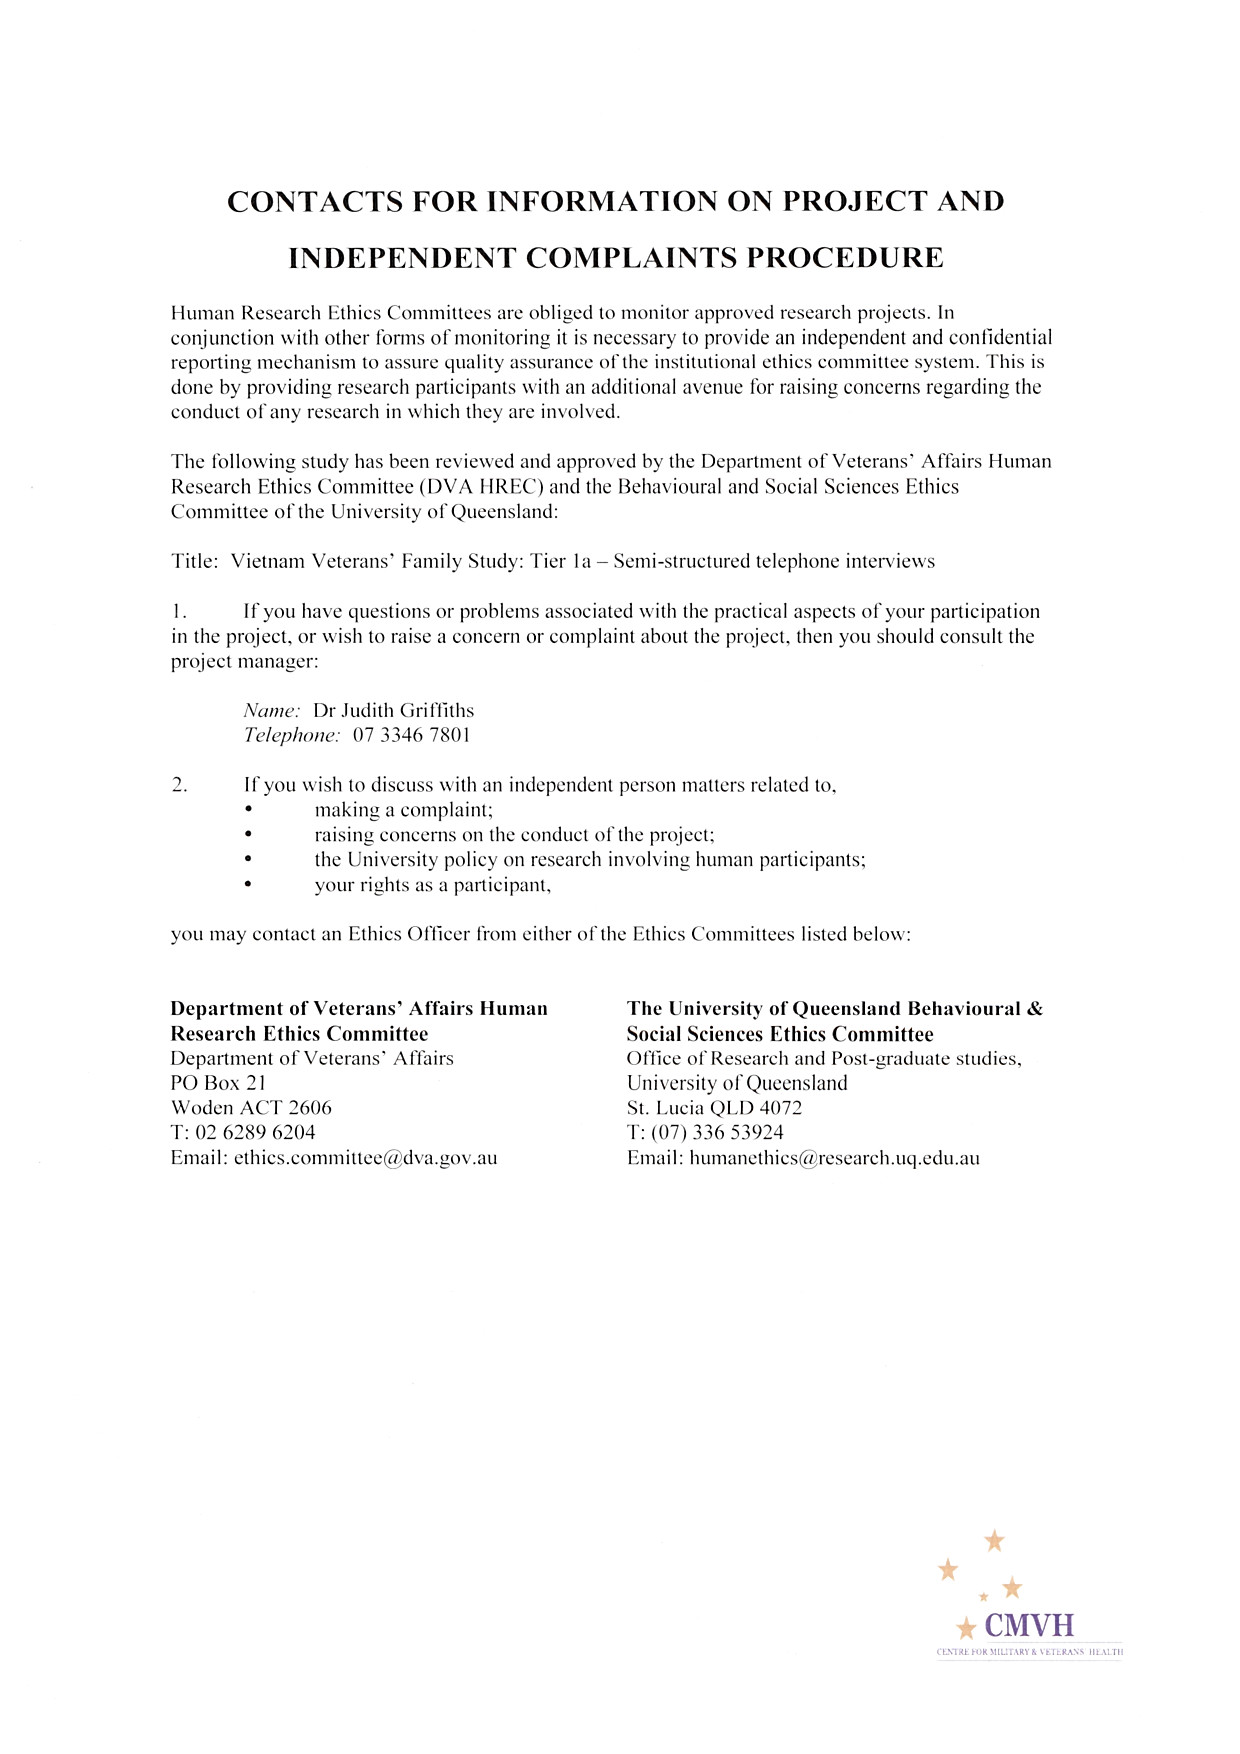 CONTACTS FOR INFORMATION ON PROJECT AND
INDEPENDENT COMPLAINTS PROCEDURE
Human Research Ethics Committees are obliged to monitor approved research projects. In
conjunction with other forms of monitoring it is necessary to provide an independent and confidential
reporting mechanism to assure quality assurance of the institutional ethics committee system. This is
done by providing research participants with an additional avenue for raising concerns regarding the
conduct of any research in which they are involved.
The following study has been reviewed and approved by the Department of Veterans' Affairs Human
Research Ethics Committee (DVA HREC) and the Behavioural and Social Sciences Ethics
Committee of the University of Queensland:
Title: Vietnam Veterans' Family Study: Tier 1a – Semi-structured telephone interviews
1. If you have questions or problems associated with the practical aspects of your participation
in the project, or wish to raise a concern or complaint about the project, then you should consult the
project manager:
Name: Dr Judith Griffiths
Telephone: 07 3346 7801
2. If you wish to discuss with an independent person matters related to,
• making a complaint;
• raising concerns on the conduct of the project;
• the University policy on research involving human participants;
• your rights as a participant,
you may contact an Ethics Officer from either of the Ethics Committees listed below:
Department of Veterans' Affairs Human
Research Ethics Committee
Department of Veterans' Affairs
PO Box 21
Woden ACT 2606
T: 02 6289 6204
Email: ethics.committee@dva.gov.au
The University of Queensland Behavioural &
Social Sciences Ethics Committee
Office of Research and Post-graduate studies,
University of Queensland
St. Lucia QLD 4072
T: (07) 336 53924
Email: humanethics@research.uq.edu.au
CMVH
CENTRE FOR MILITARY & VETERANS' HEALTH